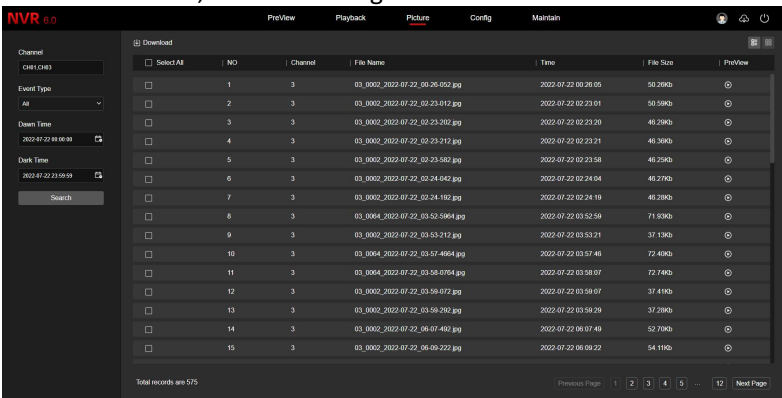 NVR 6.0 PreView Playback Picture Config Maintain
Channel
CH01,CH03
Event Type
All
Dawn Time
2022-07-22 00:00:00
Dark Time
2022-07-22 23:59:59
Search
Download
Select All NO Channel File Name Time File Size PreView
1 3 03_0002_2022-07-22_00-26-052.jpg 2022-07-22 00:26:05 50.26Kb
2 3 03_0002_2022-07-22_02-23-012.jpg 2022-07-22 02:23:01 50.59Kb
3 3 03_0002_2022-07-22_02-23-202.jpg 2022-07-22 02:23:20 46.29Kb
4 3 03_0002_2022-07-22_02-23-212.jpg 2022-07-22 02:23:21 46.36Kb
5 3 03_0002_2022-07-22_02-23-582.jpg 2022-07-22 02:23:58 46.25Kb
6 3 03_0002_2022-07-22_02-24-042.jpg 2022-07-22 02:24:04 46.27Kb
7 3 03_0002_2022-07-22_02-24-192.jpg 2022-07-22 02:24:19 46.28Kb
8 3 03_0064_2022-07-22_03-52-5964.jpg 2022-07-22 03:52:59 71.93Kb
9 3 03_0002_2022-07-22_03-53-212.jpg 2022-07-22 03:53:21 37.13Kb
10 3 03_0064_2022-07-22_03-57-4664.jpg 2022-07-22 03:57:46 72.40Kb
11 3 03_0064_2022-07-22_03-58-0764.jpg 2022-07-22 03:58:07 72.74Kb
12 3 03_0002_2022-07-22_03-59-072.jpg 2022-07-22 03:59:07 37.41Kb
13 3 03_0002_2022-07-22_03-59-292.jpg 2022-07-22 03:59:29 37.28Kb
14 3 03_0002_2022-07-22_06-07-492.jpg 2022-07-22 06:07:49 52.70Kb
15 3 03_0002_2022-07-22_06-09-222.jpg 2022-07-22 06:09:22 54.11Kb
Total records are 575 Previous Page 1 2 3 4 5 ... 12 Next Page